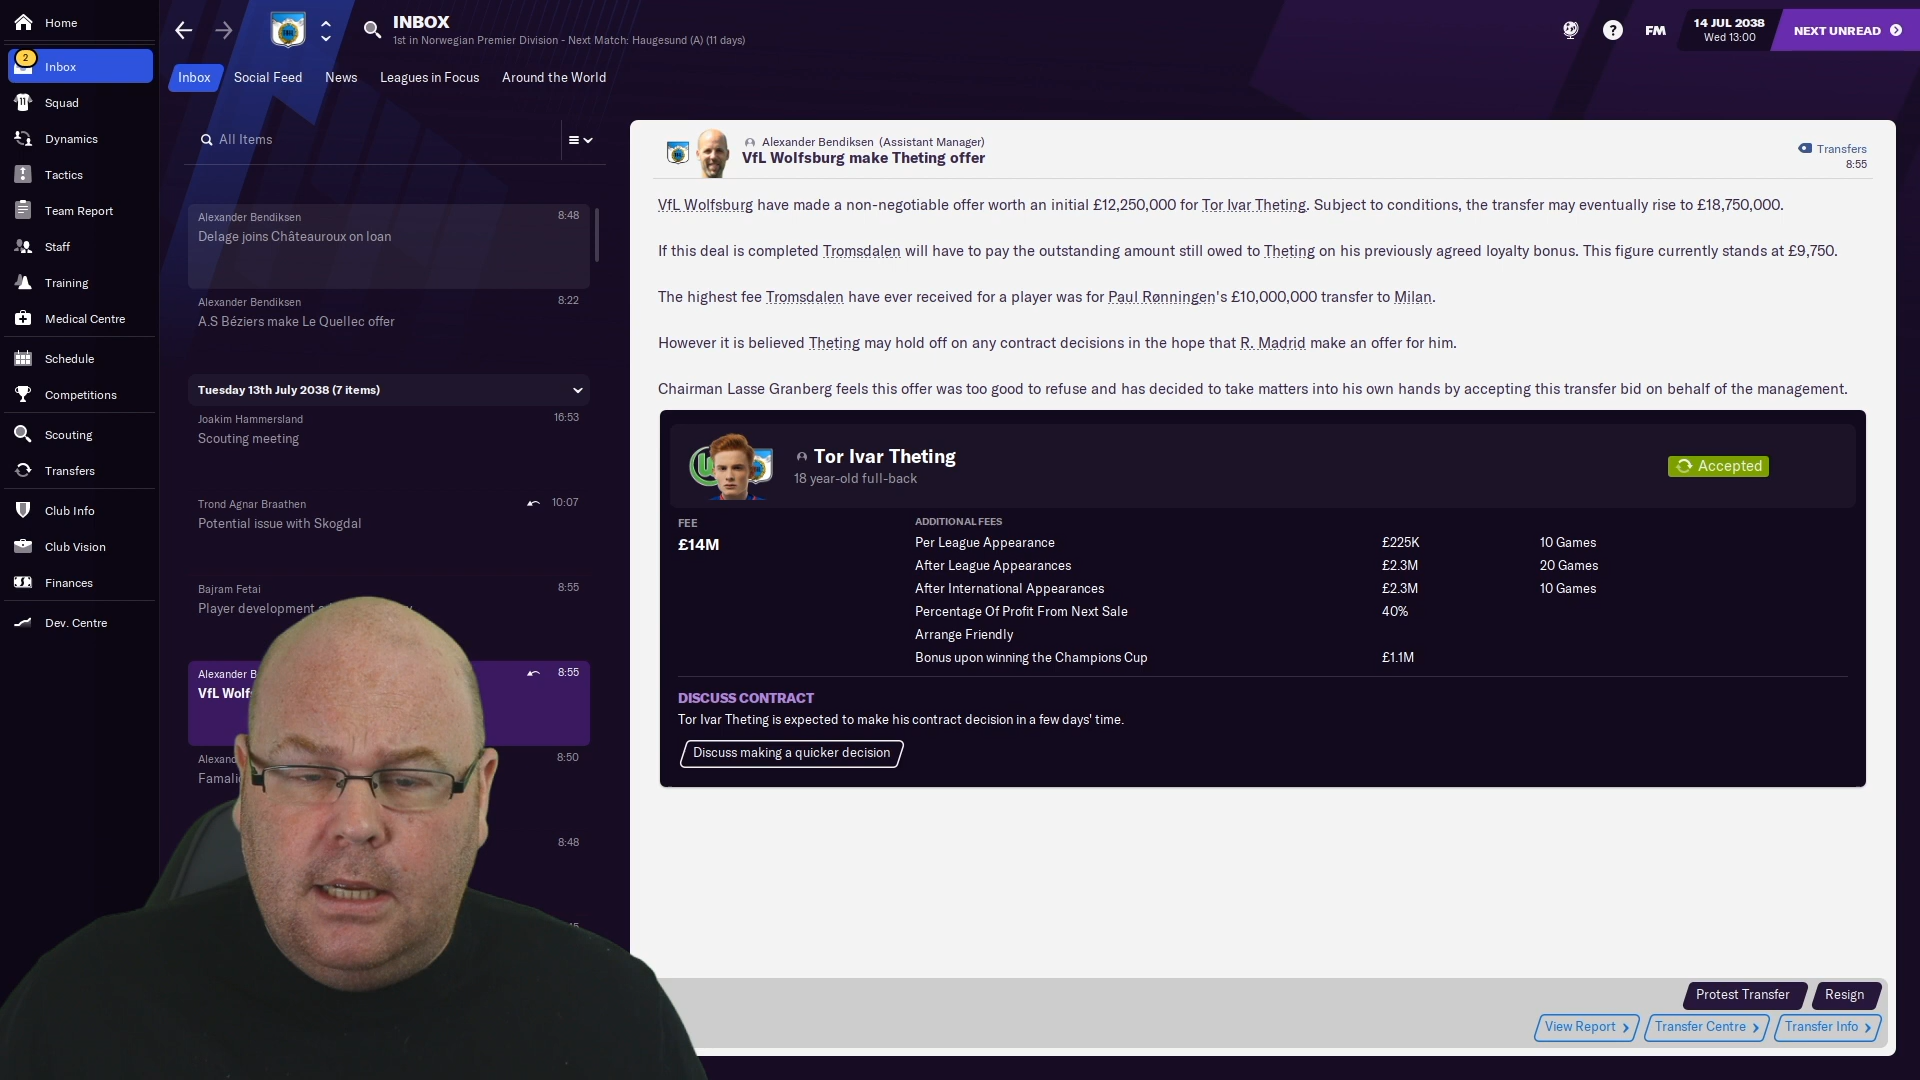 Home
2
Inbox
Squad
Dynamics
Tactics
Team Report
Staff
Training
Medical Centre
Schedule
Competitions
Scouting
Transfers
Club Info
Club Vision
Finances
Dev. Centre
INBOX
1st in Norwegian Premier Division - Next Match: Haugesund (A) (11 days)
FM
14 JUL 2038
Wed 13:00
NEXT UNREAD
Inbox
Social Feed
News
Leagues in Focus
Around the World
All Items
Alexander Bendiksen 8:48
Delage joins Châteauroux on loan
Alexander Bendiksen 8:22
A.S Béziers make Le Quellec offer
Tuesday 13th July 2038 (7 items)
Joakim Hammersland 16:53
Scouting meeting
Trond Agnar Braathen 10:07
Potential issue with Skogdal
Bajram Fetai 8:55
Player development
Alexander B 8:55
VfL Wolf
Alexand 8:50
Famali
8:48
Alexander Bendiksen (Assistant Manager)
VfL Wolfsburg make Theting offer
Transfers
8:55
VfL Wolfsburg have made a non-negotiable offer worth an initial £12,250,000 for Tor Ivar Theting. Subject to conditions, the transfer may eventually rise to £18,750,000.
If this deal is completed Tromsdalen will have to pay the outstanding amount still owed to Theting on his previously agreed loyalty bonus. This figure currently stands at £9,750.
The highest fee Tromsdalen have ever received for a player was for Paul Rønningen's £10,000,000 transfer to Milan.
However it is believed Theting may hold off on any contract decisions in the hope that R. Madrid make an offer for him.
Chairman Lasse Granberg feels this offer was too good to refuse and has decided to take matters into his own hands by accepting this transfer bid on behalf of the management.
Tor Ivar Theting
18 year-old full-back
Accepted
FEE
£14M
ADDITIONAL FEES
Per League Appearance £225K 10 Games
After League Appearances £2.3M 20 Games
After International Appearances £2.3M 10 Games
Percentage Of Profit From Next Sale 40%
Arrange Friendly
Bonus upon winning the Champions Cup £1.1M
DISCUSS CONTRACT
Tor Ivar Theting is expected to make his contract decision in a few days' time.
Discuss making a quicker decision
Protest Transfer
Resign
View Report
Transfer Centre
Transfer Info